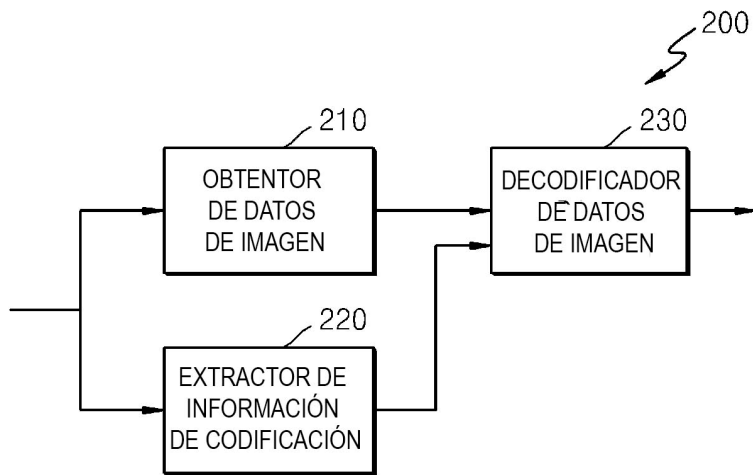 200
210
OBTENTOR
DE DATOS
DE IMAGEN
230
DECODIFICADOR
DE DATOS
DE IMAGEN
220
EXTRACTOR DE
INFORMACIÓN
DE CODIFICACIÓN